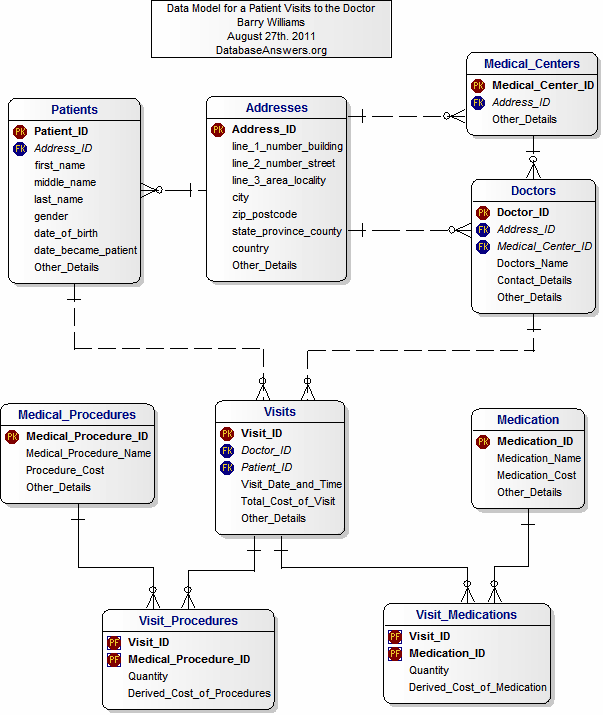 Data Model for a Patient Visits to the Doctor
Barry Williams
August 27th. 2011
DatabaseAnswers.org
Medical_Centers
PK Medical_Center_ID
FK Address_ID
Other_Details
Patients
PK Patient_ID
FK Address_ID
first_name
middle_name
last_name
gender
date_of_birth
date_became_patient
Other_Details
Addresses
PK Address_ID
line_1_number_building
line_2_number_street
line_3_area_locality
city
zip_postcode
state_province_county
country
Other_Details
Doctors
PK Doctor_ID
FK Address_ID
FK Medical_Center_ID
Doctors_Name
Contact_Details
Other_Details
Medical_Procedures
PK Medical_Procedure_ID
Medical_Procedure_Name
Procedure_Cost
Other_Details
Visits
PK Visit_ID
FK Doctor_ID
FK Patient_ID
Visit_Date_and_Time
Total_Cost_of_Visit
Other_Details
Medication
PK Medication_ID
Medication_Name
Medication_Cost
Other_Details
Visit_Procedures
PF Visit_ID
PF Medical_Procedure_ID
Quantity
Derived_Cost_of_Procedures
Visit_Medications
PF Visit_ID
PF Medication_ID
Quantity
Derived_Cost_of_Medication